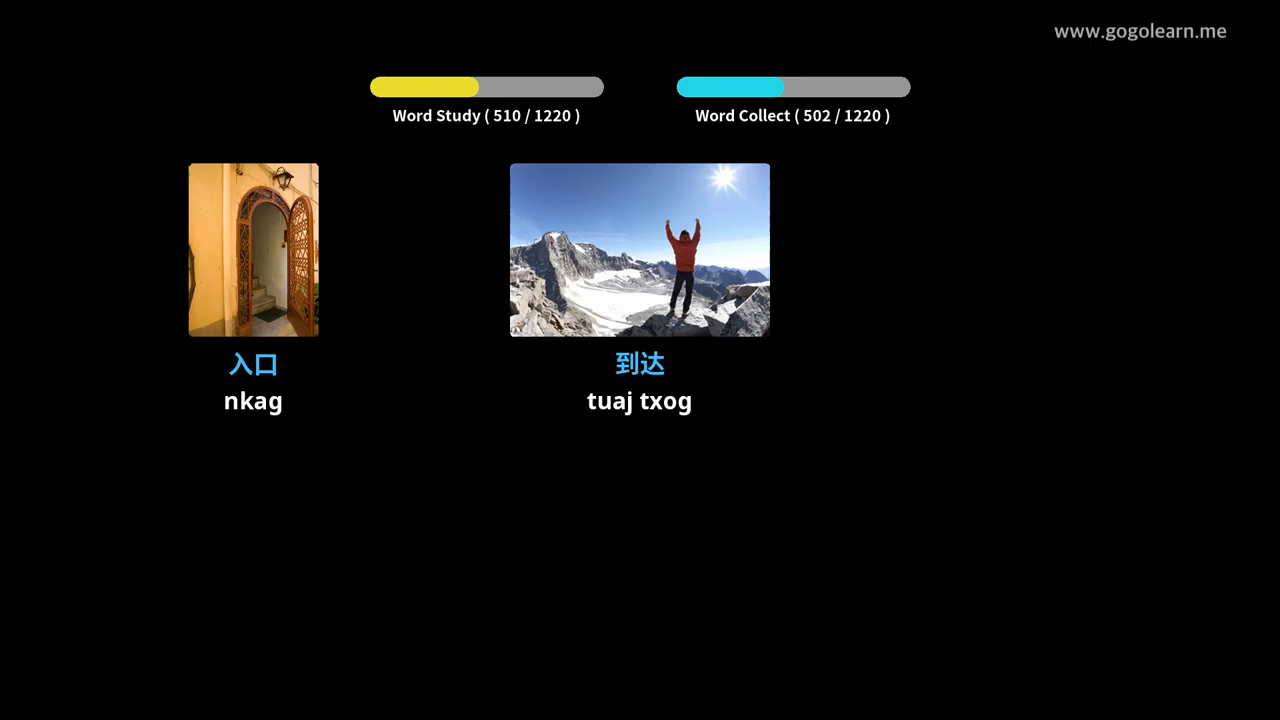 www.gogolearn.me
Word Study ( 510 / 1220 )
Word Collect ( 502 / 1220 )
入口
nkag
到达
tuaj txog